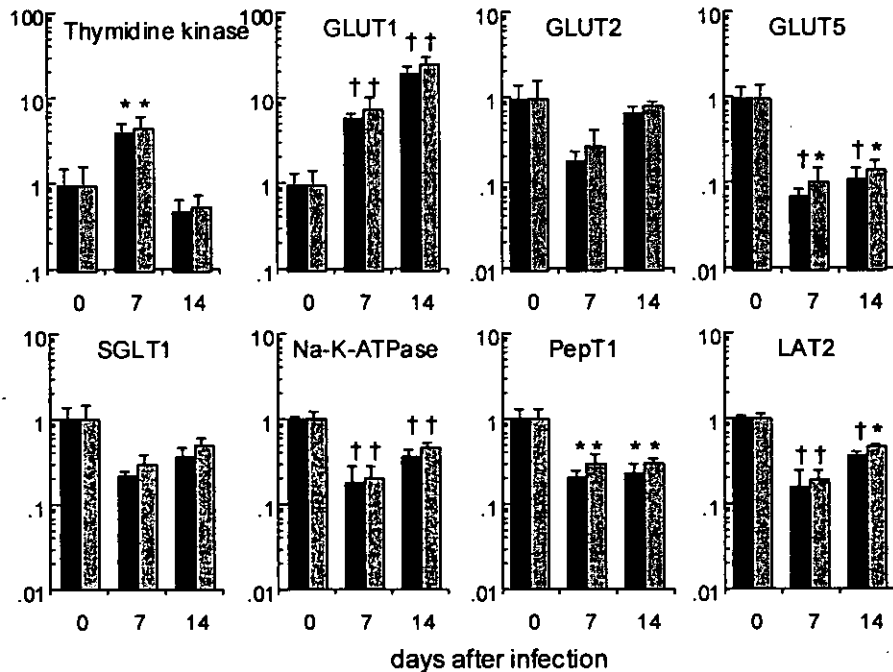 Thymidine kinase GLUT1 GLUT2 GLUT5
100 100
10 * * 10 † † † † 1 1
1 1 .1 .1 † * † *
.1 .1 .01 .01
0 7 14 0 7 14 0 7 14 0 7 14
SGLT1 Na-K-ATPase PepT1 LAT2
10 10 10 10
1 1 † † † † 1 * * * * 1 † † † *
.1 .1 .1 .1
.01 .01 .01 .01
0 7 14 0 7 14 0 7 14 0 7 14
days after infection